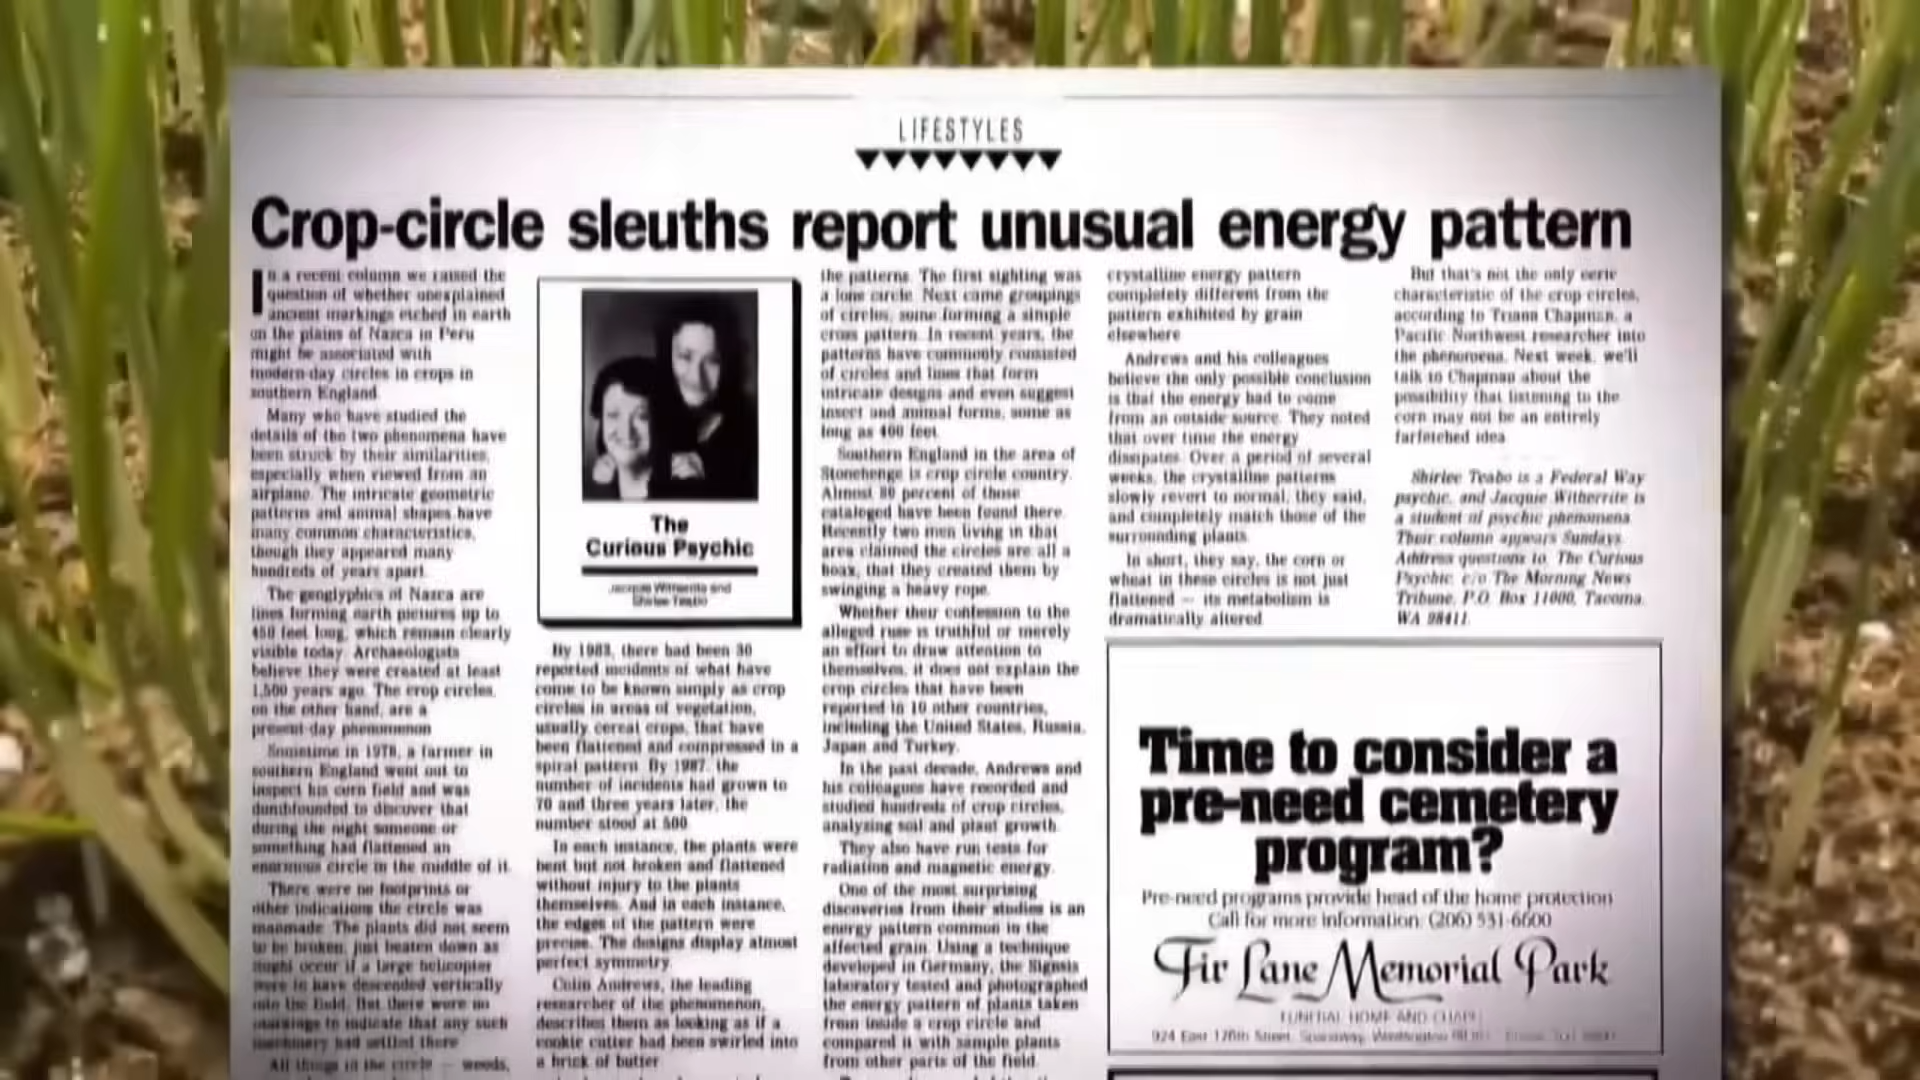 LIFESTYLES
Crop-circle sleuths report unusual energy pattern
In a recent column we raised the
question of whether unexplained
ancient markings etched in earth
on the plains of Nazca in Peru
might be associated with
modern-day circles in crops in
southern England.
Many who have studied the
details of the two phenomena have
been struck by their similarities,
especially when viewed from an
airplane. The intricate geometric
patterns and animal shapes have
many common characteristics,
though they appeared many
hundreds of years apart.
The geoglyphics of Nazca are
lines forming earth pictures up to
450 feet long, which remain clearly
visible today. Archaeologists
believe they were created at least
1,500 years ago. The crop circles,
on the other hand, are a
present-day phenomenon
Sometime in 1978, a farmer in
southern England went out to
inspect his corn field and was
dumbfounded to discover that
during the night someone or
something had flattened an
enormous circle in the middle of it.
There were no footprints or
other indications the circle was
manmade. The plants did not seem
to be broken, just beaten down as
might occur if a large helicopter
were to have descended vertically
into the field. But there were no
markings to indicate that any such
machinery had settled there
All things in the circle — weeds,
The
Curious Psychic
Jacquie Witherrite and
Shirlee Teabo
By 1983, there had been 30
reported incidents of what have
come to be known simply as crop
circles in areas of vegetation,
usually cereal crops, that have
been flattened and compressed in a
spiral pattern. By 1987, the
number of incidents had grown to
70 and three years later, the
number stood at 500.
In each instance, the plants were
bent but not broken and flattened
without injury to the plants
themselves. And in each instance,
the edges of the pattern were
precise. The designs display almost
perfect symmetry.
Colin Andrews, the leading
researcher of the phenomenon,
describes them as looking as if a
cookie cutter had been swirled into
a brick of butter
the patterns. The first sighting was
a lone circle. Next came groupings
of circles, some forming a simple
cross pattern. In recent years, the
patterns have commonly consisted
of circles and lines that form
intricate designs and even suggest
insect and animal forms, some as
long as 400 feet.
Southern England in the area of
Stonehenge is crop circle country.
Almost 80 percent of those
cataloged have been found there.
Recently two men living in that
area claimed the circles are all a
hoax, that they created them by
swinging a heavy rope.
Whether their confession to the
alleged ruse is truthful or merely
an effort to draw attention to
themselves, it does not explain the
crop circles that have been
reported in 10 other countries,
including the United States, Russia,
Japan and Turkey.
In the past decade, Andrews and
his colleagues have recorded and
studied hundreds of crop circles,
analyzing soil and plant growth.
They also have run tests for
radiation and magnetic energy.
One of the most surprising
discoveries from their studies is an
energy pattern common in the
affected grain. Using a technique
developed in Germany, the Signsis
laboratory tested and photographed
the energy pattern of plants taken
from inside a crop circle and
compared it with sample plants
from other parts of the field.
crystalline energy pattern
completely different from the
pattern exhibited by grain
elsewhere
Andrews and his colleagues
believe the only possible conclusion
is that the energy had to come
from an outside source. They noted
that over time the energy
dissipates. Over a period of several
weeks, the crystalline patterns
slowly revert to normal, they said,
and completely match those of the
surrounding plants.
In short, they say, the corn or
wheat in these circles is not just
flattened — its metabolism is
dramatically altered
But that's not the only eerie
characteristic of the crop circles,
according to Truann Chapman, a
Pacific Northwest researcher into
the phenomena. Next week, we'll
talk to Chapman about the
possibility that listening to the
corn may not be an entirely
farfetched idea
Shirlee Teabo is a Federal Way
psychic, and Jacquie Witherrite is
a student of psychic phenomena.
Their column appears Sundays.
Address questions to The Curious
Psychic, c/o The Morning News
Tribune, P.O. Box 11000, Tacoma,
WA 98411.
Time to consider a
pre-need cemetery
program?
Pre-need programs provide head of the home protection
Call for more information: (206) 531-6600
Fir Lane Memorial Park
FUNERAL HOME AND CHAPEL
924 East 176th Street, Spanaway, Washington